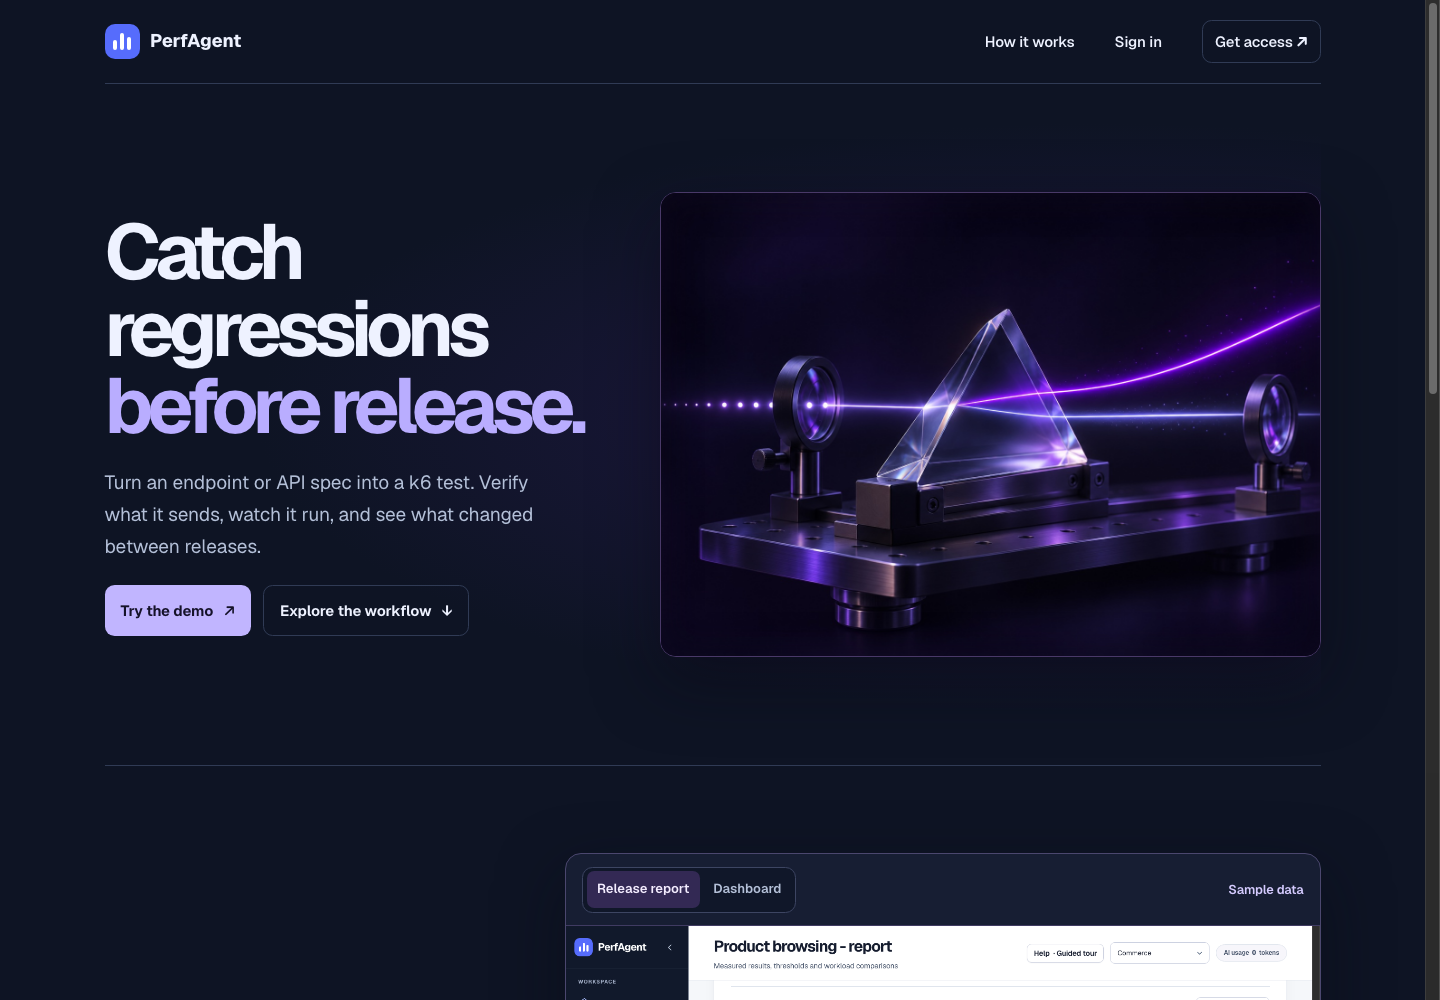 PerfAgent
How it works
Sign in
Get access ↗
Catch
regressions
before release.
Turn an endpoint or API spec into a k6 test. Verify
what it sends, watch it run, and see what changed
between releases.
Try the demo ↗
Explore the workflow ↓
Release report
Dashboard
Sample data
PerfAgent
Product browsing - report
Measured results, thresholds and workload comparisons
Help · Guided tour
Commerce
AI usage 0 tokens
WORKSPACE